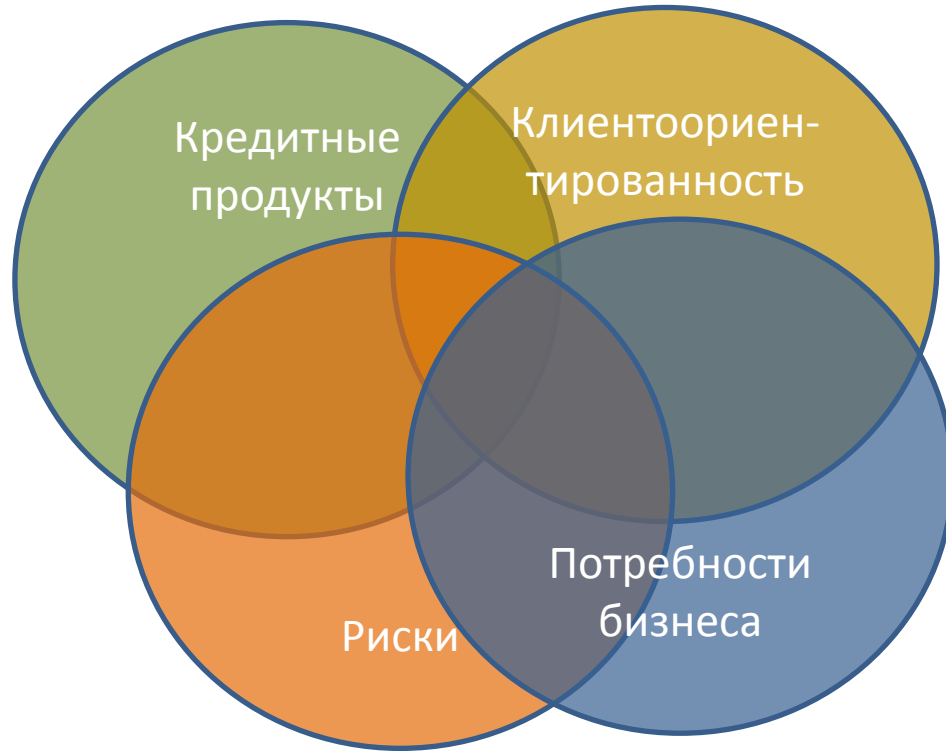 Кредитные
продукты
Клиентоориен-
тированность
Риски
Потребности
бизнеса